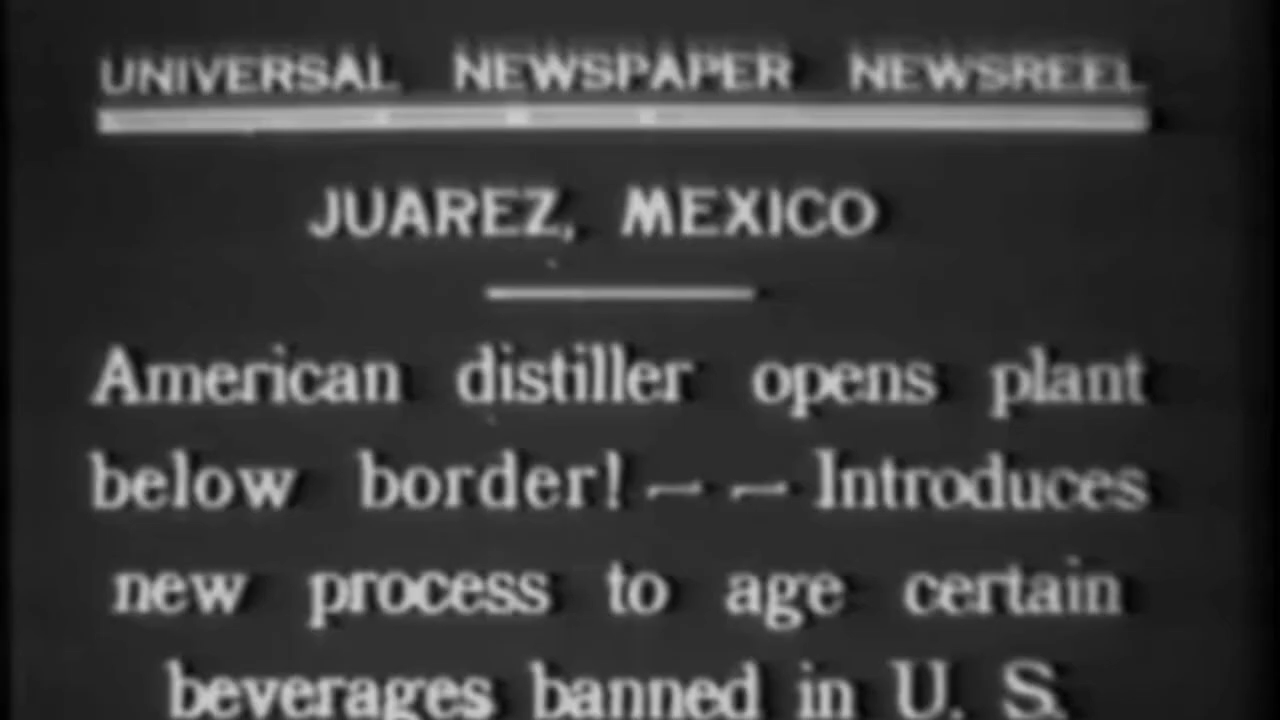 UNIVERSAL NEWSPAPER NEWSREEL
JUAREZ, MEXICO
American distiller opens plant
below border! -- Introduces
new process to age certain
beverages banned in U. S.